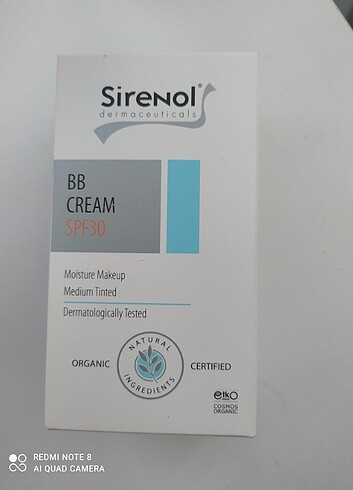 Sirenol®
dermaceuticals
BB
CREAM
SPF30
Moisture Makeup
Medium Tinted
Dermatologically Tested
NATURAL
ORGANIC
CERTIFIED
INGREDIENTS
etko
COSMOS
ORGANIC
REDMI NOTE 8
AI QUAD CAMERA